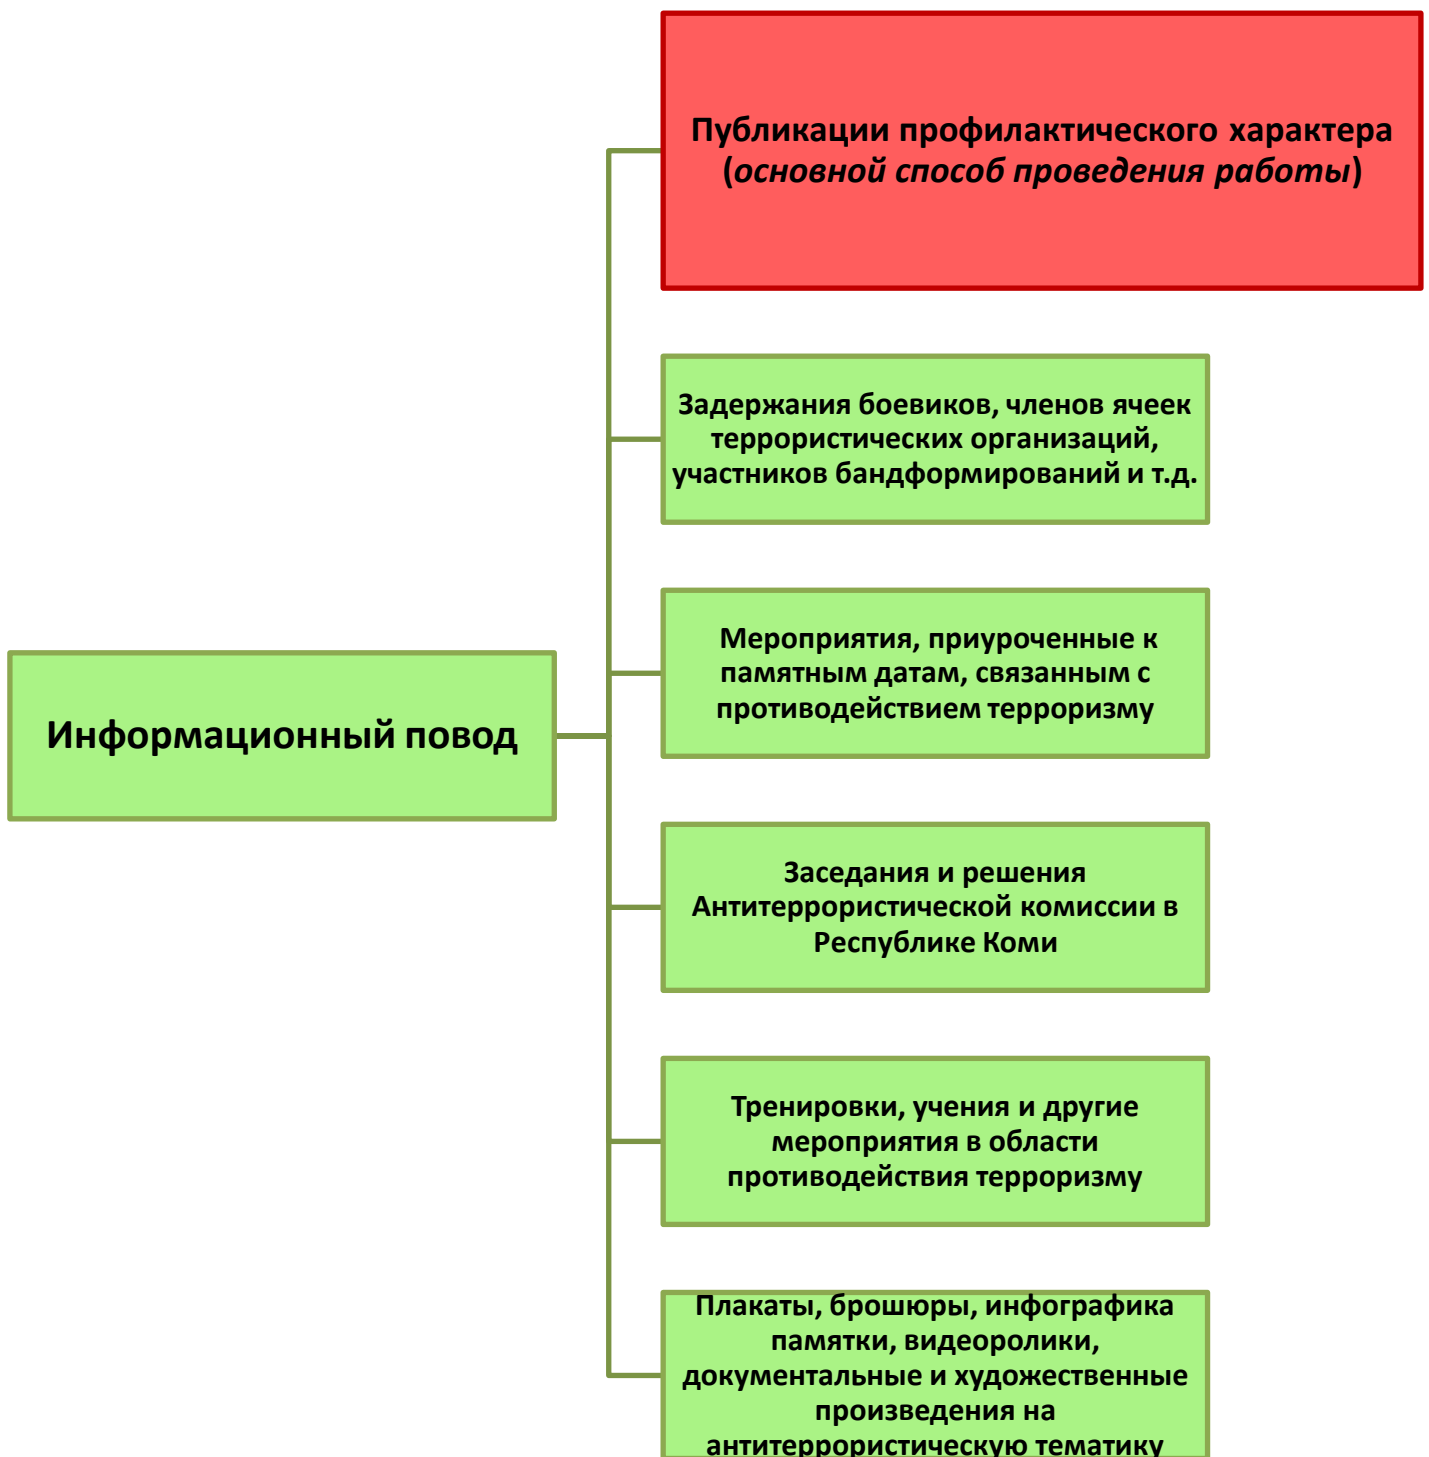 Публикации профилактического характера
(основной способ проведения работы)
Задержания боевиков, членов ячеек
террористических организаций,
участников бандформирований и т.д.
Мероприятия, приуроченные к
памятным датам, связанным с
противодействием терроризму
Информационный повод
Заседания и решения
Антитеррористической комиссии в
Республике Коми
Тренировки, учения и другие
мероприятия в области
противодействия терроризму
Плакаты, брошюры, инфографика
памятки, видеоролики,
документальные и художественные
произведения на
антитеррористическую тематику